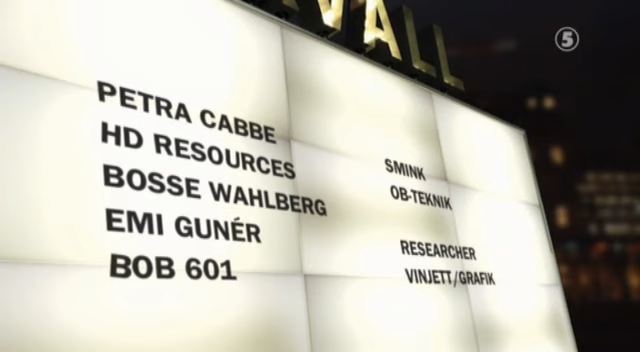 VALL
5
PETRA CABBE SMINK
HD RESOURCES OB-TEKNIK
BOSSE WAHLBERG
EMI GUNÉR RESEARCHER
BOB 601 VINJETT/GRAFIK